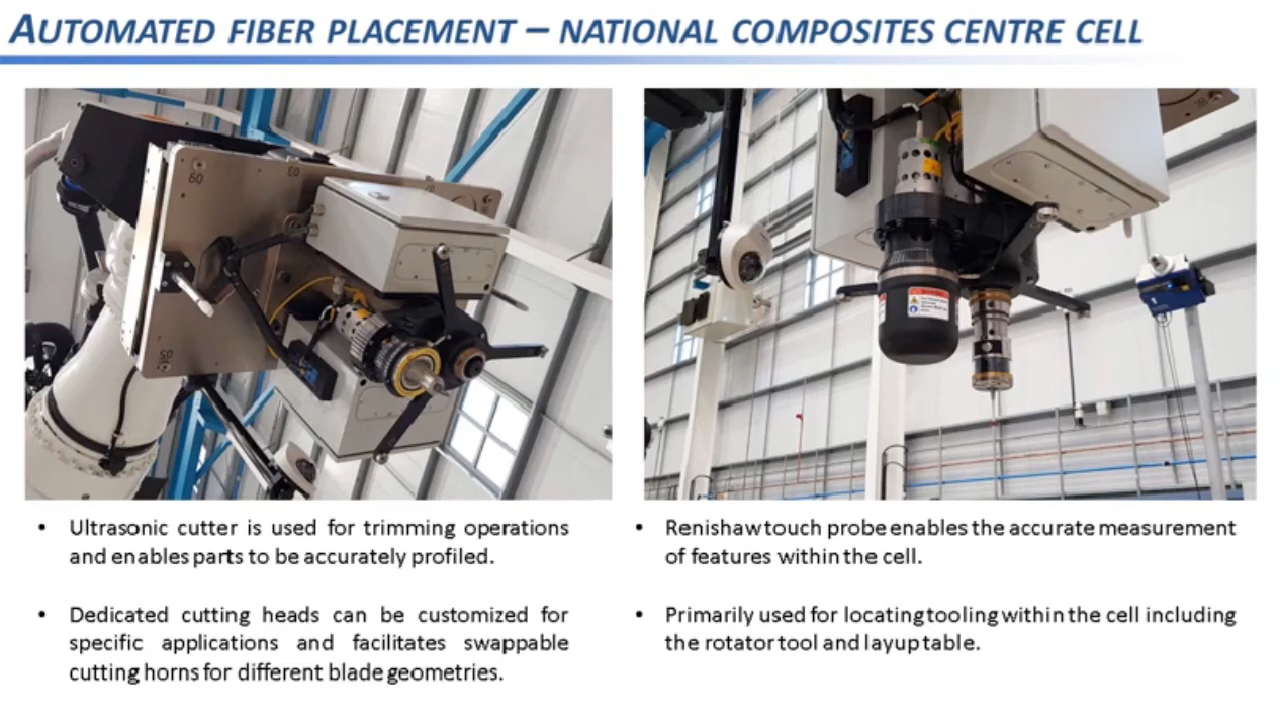 AUTOMATED FIBER PLACEMENT – NATIONAL COMPOSITES CENTRE CELL
60
• Ultrasonic cutter is used for trimming operations
and enables parts to be accurately profiled.
• Dedicated cutting heads can be customized for
specific applications and facilitates swappable
cutting horns for different blade geometries.
• Renishaw touch probe enables the accurate measurement
of features within the cell.
• Primarily used for locating tooling within the cell including
the rotator tool and layup table.